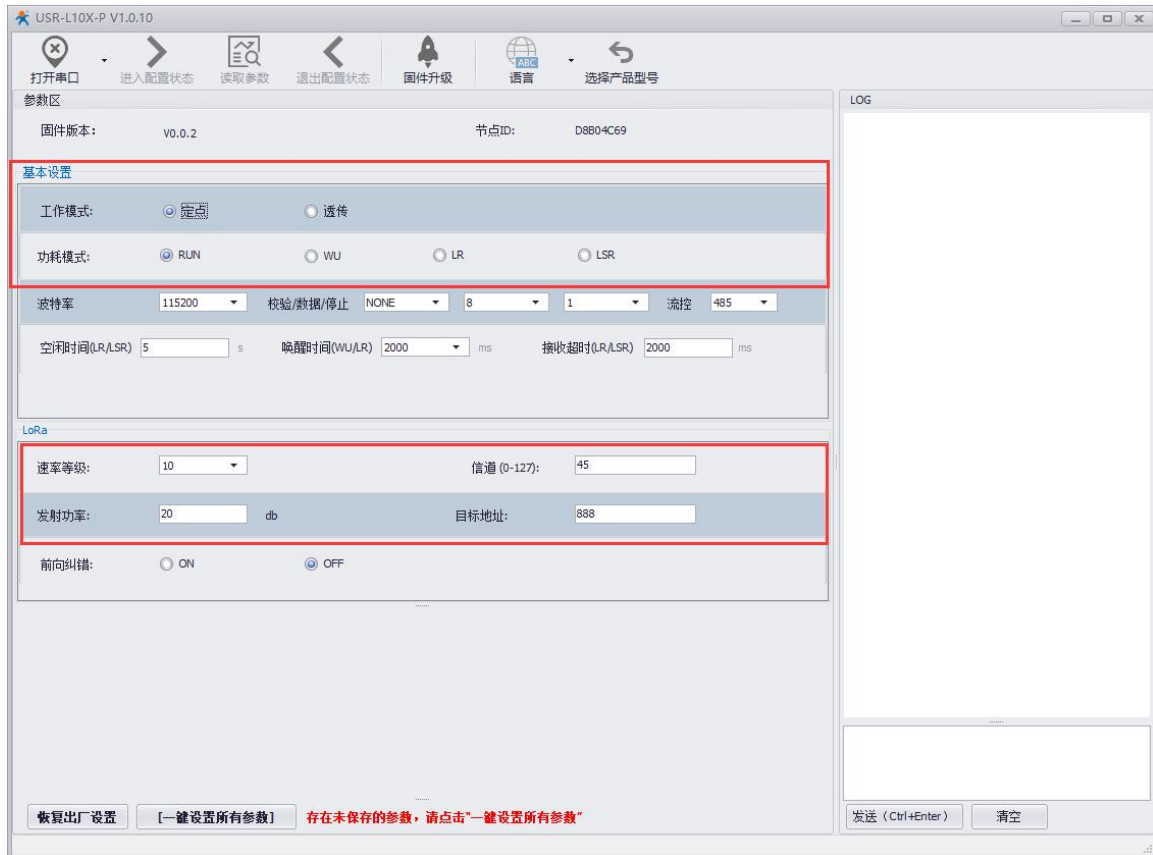 USR-L10X-P V1.0.10
打开串口 进入配置状态 读取参数 退出配置状态 固件升级 ABC 语言 选择产品型号
参数区
LOG
固件版本: V0.0.2 节点ID: D8B04C69
基本设置
工作模式: 定点 透传
功耗模式: RUN WU LR LSR
波特率 115200 校验/数据/停止 NONE 8 1 流控 485
空闲时间(LR/LSR) 5 s 唤醒时间(WU/LR) 2000 ms 接收超时(LR/LSR) 2000 ms
LoRa
速率等级: 10 信道 (0-127): 45
发射功率: 20 db 目标地址: 888
前向纠错: ON OFF
恢复出厂设置 [一键设置所有参数] 存在未保存的参数，请点击"一键设置所有参数"
发送 (Ctrl+Enter) 清空